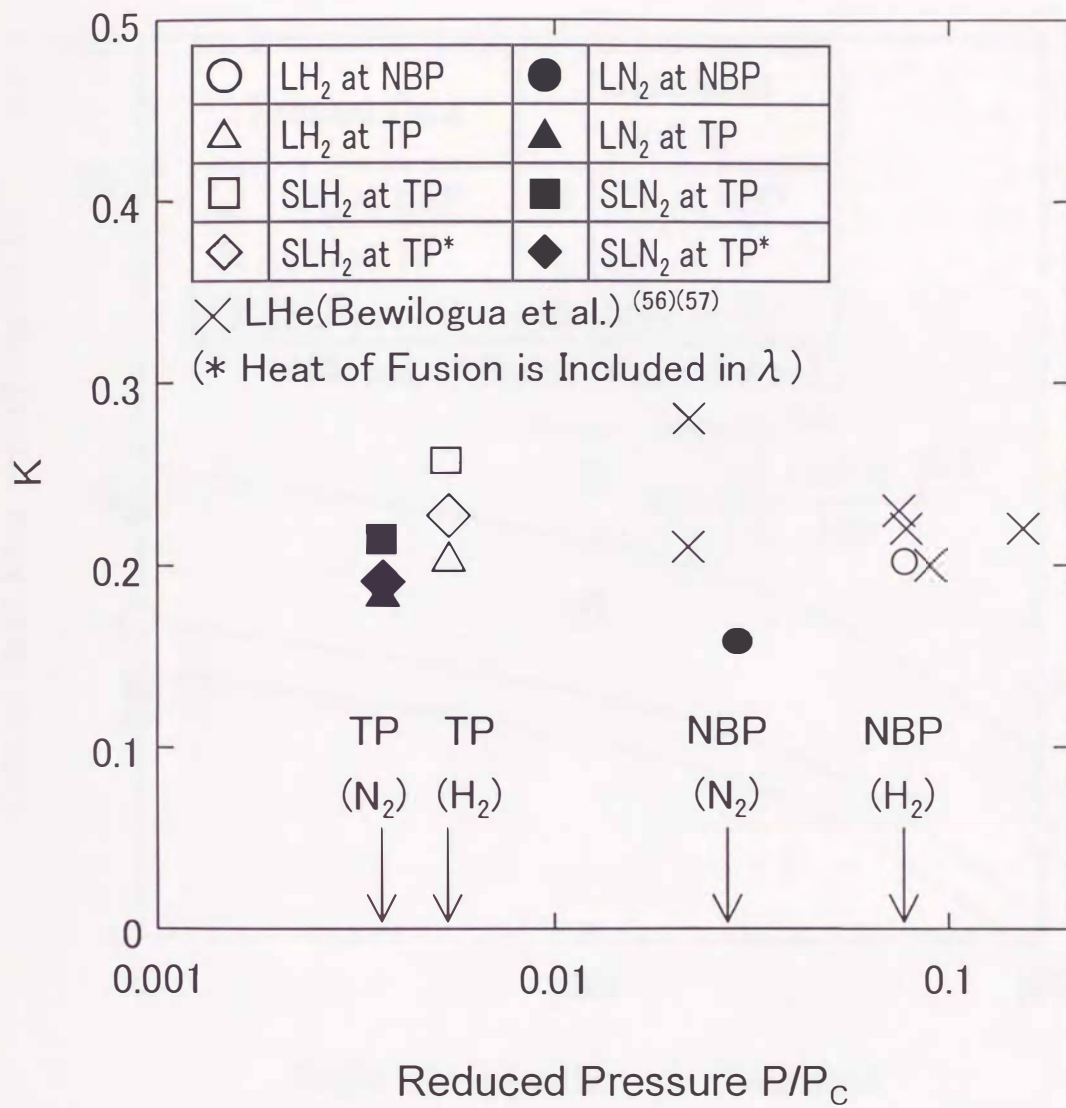 0.5
LH₂ at NBP LN₂ at NBP
LH₂ at TP LN₂ at TP
0.4
SLH₂ at TP SLN₂ at TP
SLH₂ at TP* SLN₂ at TP*
LHe(Bewilogua et al.) (56)(57)
(* Heat of Fusion is Included in λ)
0.3
K
0.2
TP TP NBP NBP
0.1
(N₂) (H₂) (N₂) (H₂)
0
0.001 0.01 0.1
Reduced Pressure P/P_C